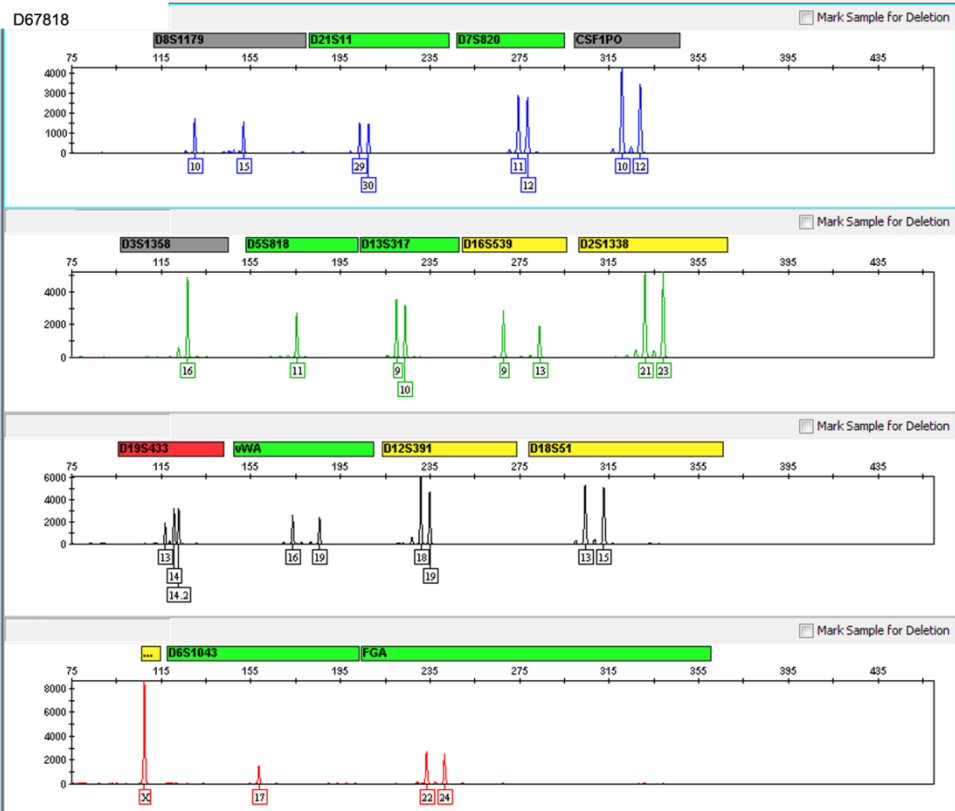 D67818
Mark Sample for Deletion
D8S1179 D21S11 D7S820 CSF1PO
75 115 155 195 235 275 315 355 395 435
4000
3000
2000
1000
0
10 15 29 11 10 12
30 12
Mark Sample for Deletion
D3S1358 D5S818 D13S317 D16S539 D2S1338
75 115 155 195 235 275 315 355 395 435
4000
2000
0
16 11 9 9 13 21 23
10
Mark Sample for Deletion
D19S433 vWA D12S391 D18S51
75 115 155 195 235 275 315 355 395 435
6000
4000
2000
0
13 16 19 18 13 15
14 19
14.2
Mark Sample for Deletion
... D6S1043 FGA
75 115 155 195 235 275 315 355 395 435
8000
6000
4000
2000
0
X 17 22 24